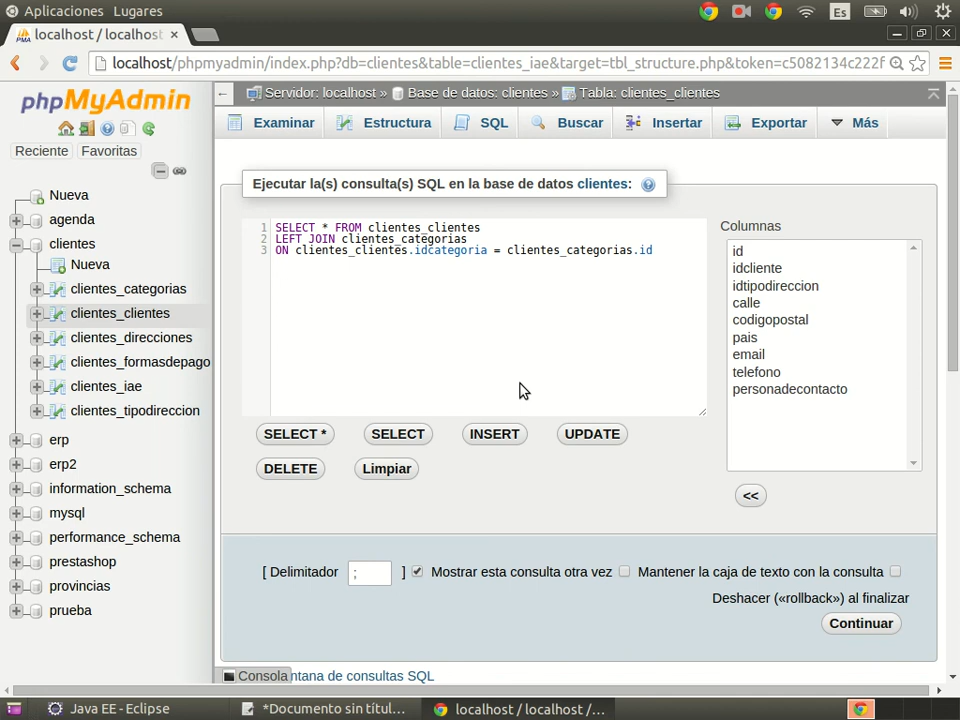 Aplicaciones Lugares
Es
localhost / localhost
localhost/phpmyadmin/index.php?db=clientes&table=clientes_iae&target=tbl_structure.php&token=c5082134c222f
phpMyAdmin
Reciente Favoritas
Nueva
agenda
clientes
Nueva
clientes_categorias
clientes_clientes
clientes_direcciones
clientes_formasdepago
clientes_iae
clientes_tipodireccion
erp
erp2
information_schema
mysql
performance_schema
prestashop
provincias
prueba
Servidor: localhost » Base de datos: clientes » Tabla: clientes_clientes
Examinar Estructura SQL Buscar Insertar Exportar Más
Ejecutar la(s) consulta(s) SQL en la base de datos clientes:
1 SELECT * FROM clientes_clientes
2 LEFT JOIN clientes_categorias
3 ON clientes_clientes.idcategoria = clientes_categorias.id
Columnas
id
idcliente
idtipodireccion
calle
codigopostal
pais
email
telefono
personadecontacto
SELECT * SELECT INSERT UPDATE
DELETE Limpiar
<<
[ Delimitador ; ] Mostrar esta consulta otra vez Mantener la caja de texto con la consulta
Deshacer («rollback») al finalizar
Continuar
Consola ntana de consultas SQL
Java EE - Eclipse *Documento sin títul... localhost / localhost /...